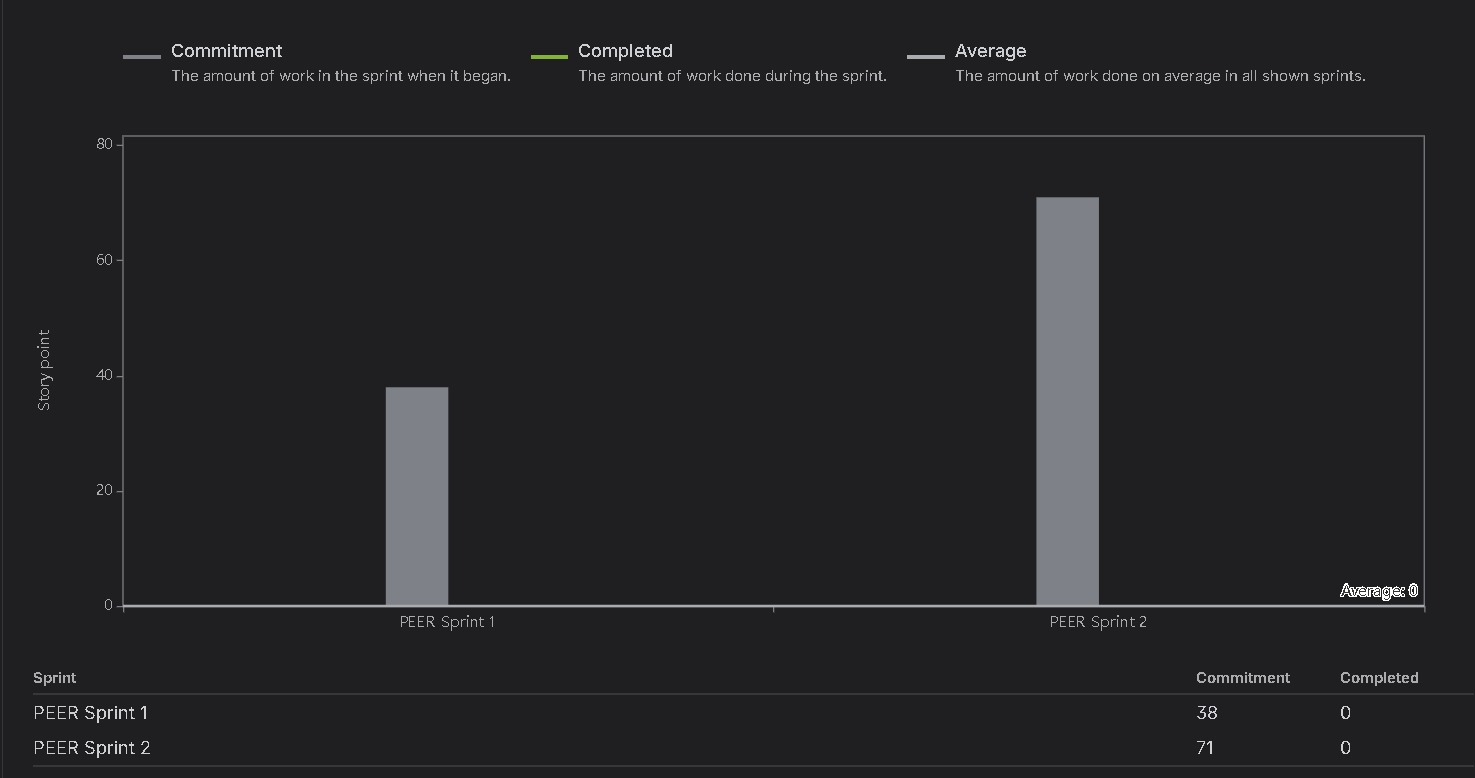 Commitment Completed Average
The amount of work in the sprint when it began. The amount of work done during the sprint. The amount of work done on average in all shown sprints.
80
60
40
20
0
Story point
Average: 0
PEER Sprint 1 PEER Sprint 2
Sprint Commitment Completed
PEER Sprint 1 38 0
PEER Sprint 2 71 0